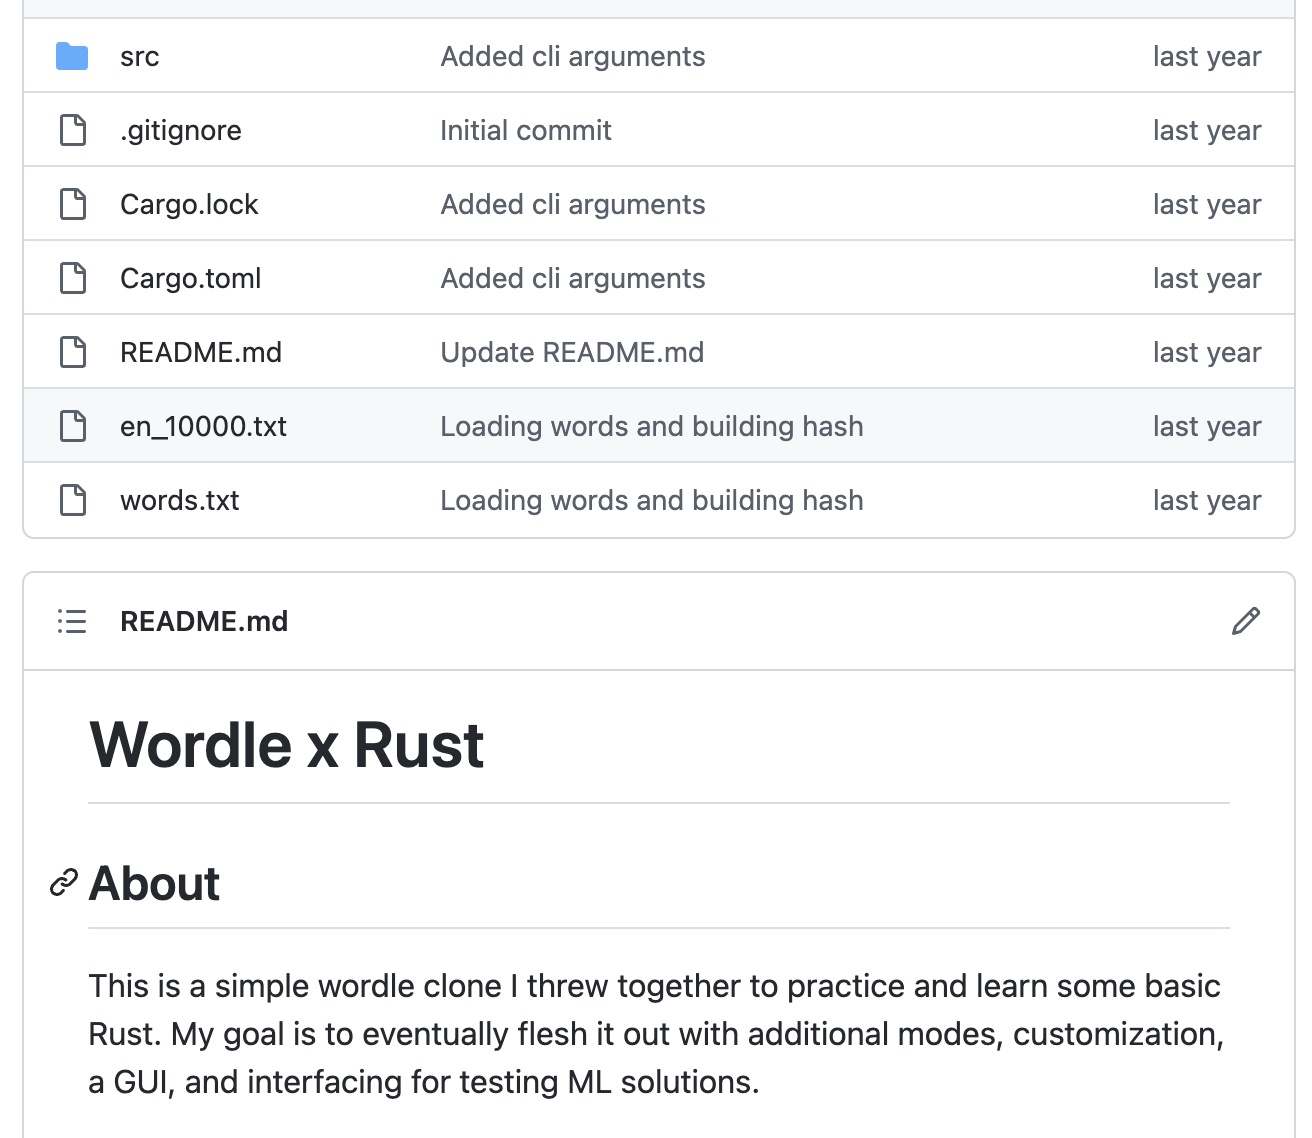 src Added cli arguments last year
.gitignore Initial commit last year
Cargo.lock Added cli arguments last year
Cargo.toml Added cli arguments last year
README.md Update README.md last year
en_10000.txt Loading words and building hash last year
words.txt Loading words and building hash last year
README.md
Wordle x Rust
About
This is a simple wordle clone I threw together to practice and learn some basic
Rust. My goal is to eventually flesh it out with additional modes, customization,
a GUI, and interfacing for testing ML solutions.